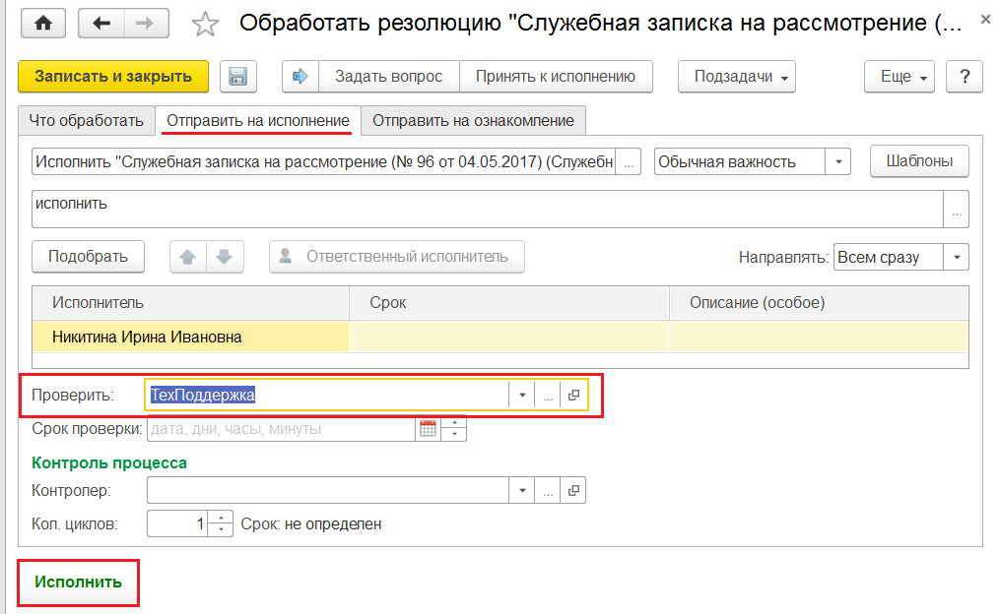 Обработать резолюцию "Служебная записка на рассмотрение (...
Записать и закрыть Задать вопрос Принять к исполнению Подзадачи Еще ?
Что обработать Отправить на исполнение Отправить на ознакомление
Исполнить "Служебная записка на рассмотрение (№ 96 от 04.05.2017) (Служебн ... Обычная важность Шаблоны
исполнить ...
Подобрать Ответственный исполнитель Направлять: Всем сразу
Исполнитель Срок Описание (особое)
Никитина Ирина Ивановна
Проверить: ТехПоддержка ...
Срок проверки: дата, дни, часы, минуты
Контроль процесса
Контролер: ...
Кол. циклов: 1 Срок: не определен
Исполнить